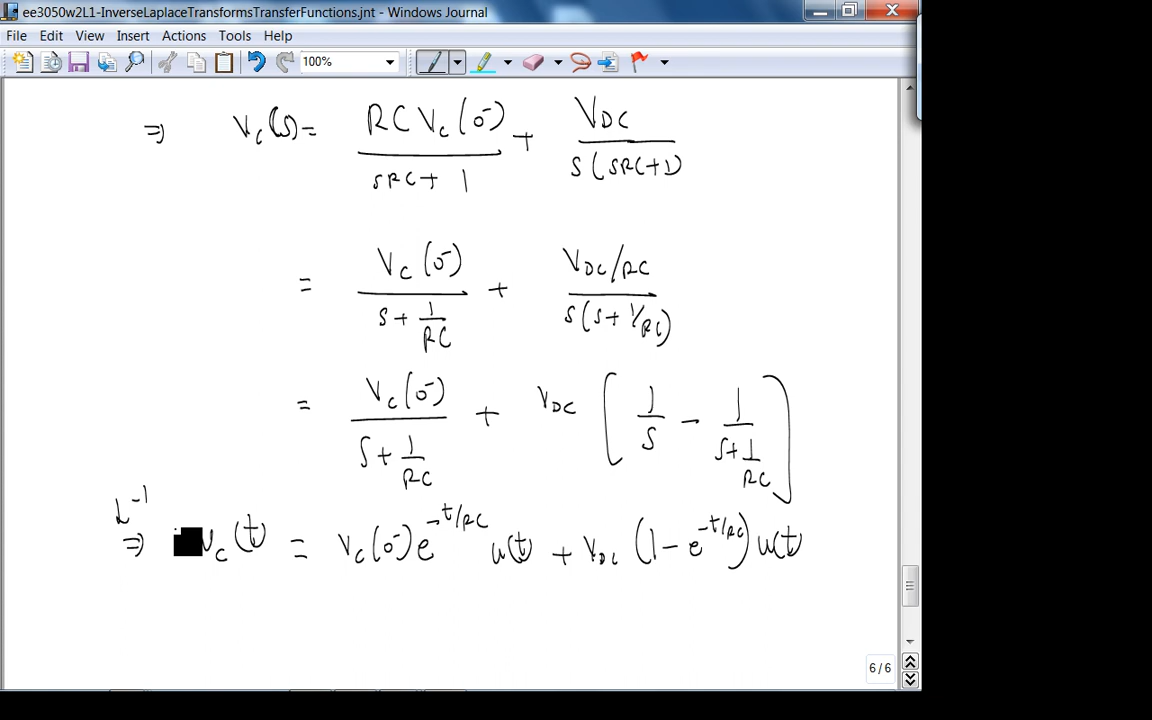 ee3050w2L1-InverseLaplaceTransformsTransferFunctions.jnt - Windows Journal
File Edit View Insert Actions Tools Help
100%
⇒ V_C(s) = RC V_C(0⁻) / (sRC + 1) + V_DC / (s(sRC+1))
= V_C(0⁻) / (s + 1/RC) + (V_DC/RC) / (s(s + 1/RC))
= V_C(0⁻) / (s + 1/RC) + V_DC [ 1/s - 1/(s + 1/RC) ]
L⁻¹
⇒ v_C(t) = V_C(0⁻) e^(-t/RC) u(t) + V_DC (1 - e^(-t/RC)) u(t)
6 / 6